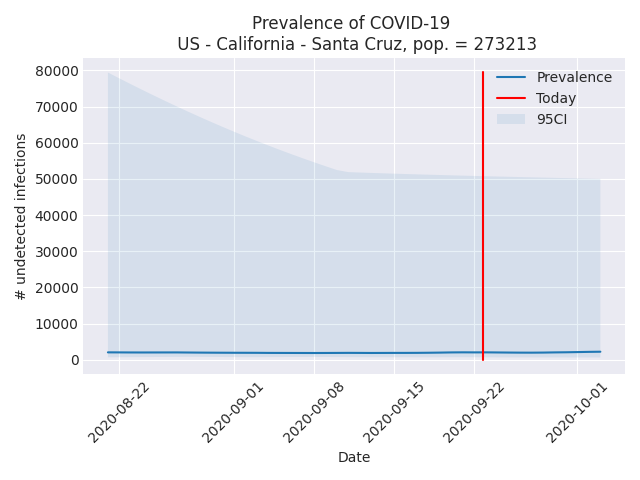 Prevalence of COVID-19
US - California - Santa Cruz, pop. = 273213
80000
70000
60000
50000
40000
30000
20000
10000
0
# undetected infections
Prevalence
Today
95CI
2020-08-22
2020-09-01
2020-09-08
2020-09-15
2020-09-22
2020-10-01
Date